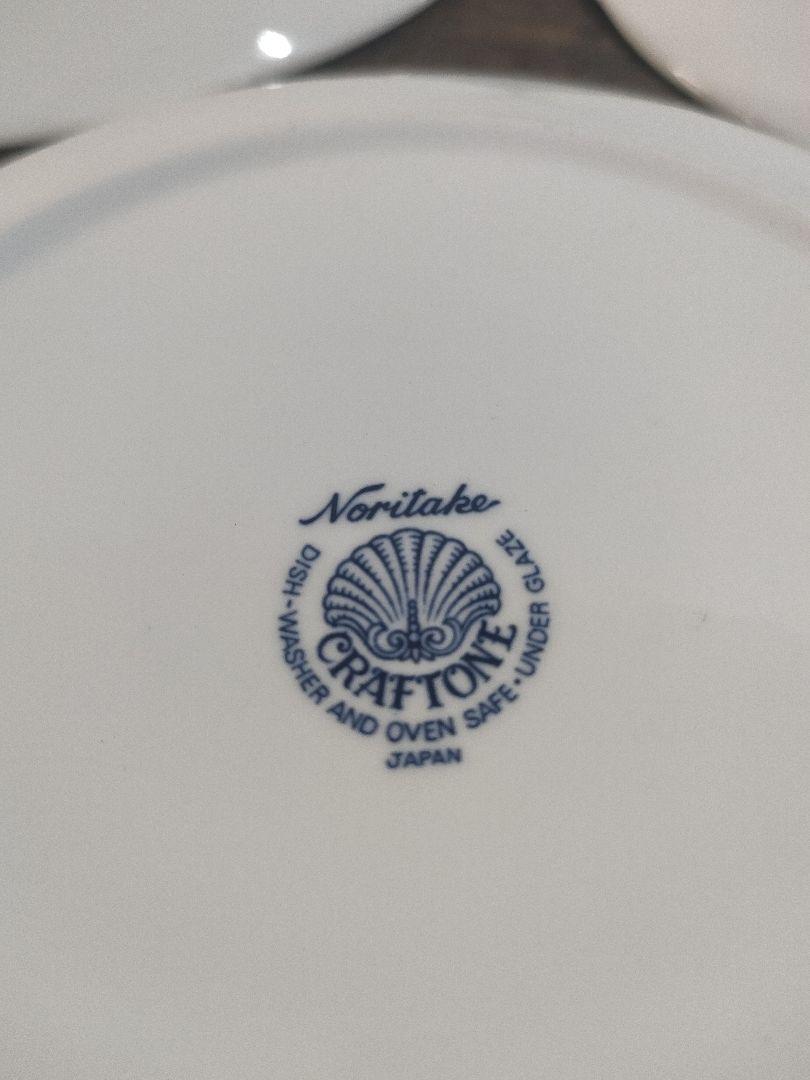 Noritake
CRAFTONE
DISH-WASHER AND OVEN SAFE·UNDER GLAZE
JAPAN